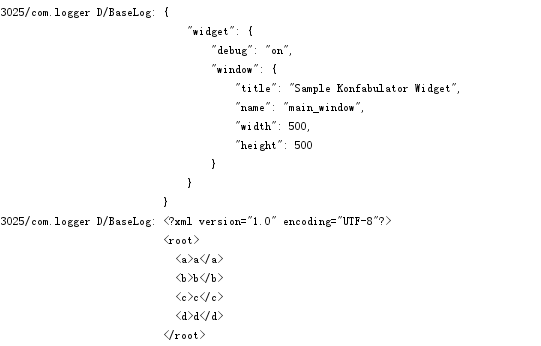 3025/com.logger D/BaseLog: {
                               "widget": {
                                   "debug": "on",
                                   "window": {
                                       "title": "Sample Konfabulator Widget",
                                       "name": "main_window",
                                       "width": 500,
                                       "height": 500
                                   }
                               }
                           }
3025/com.logger D/BaseLog: <?xml version="1.0" encoding="UTF-8"?>
                           <root>
                             <a>a</a>
                             <b>b</b>
                             <c>c</c>
                             <d>d</d>
                           </root>